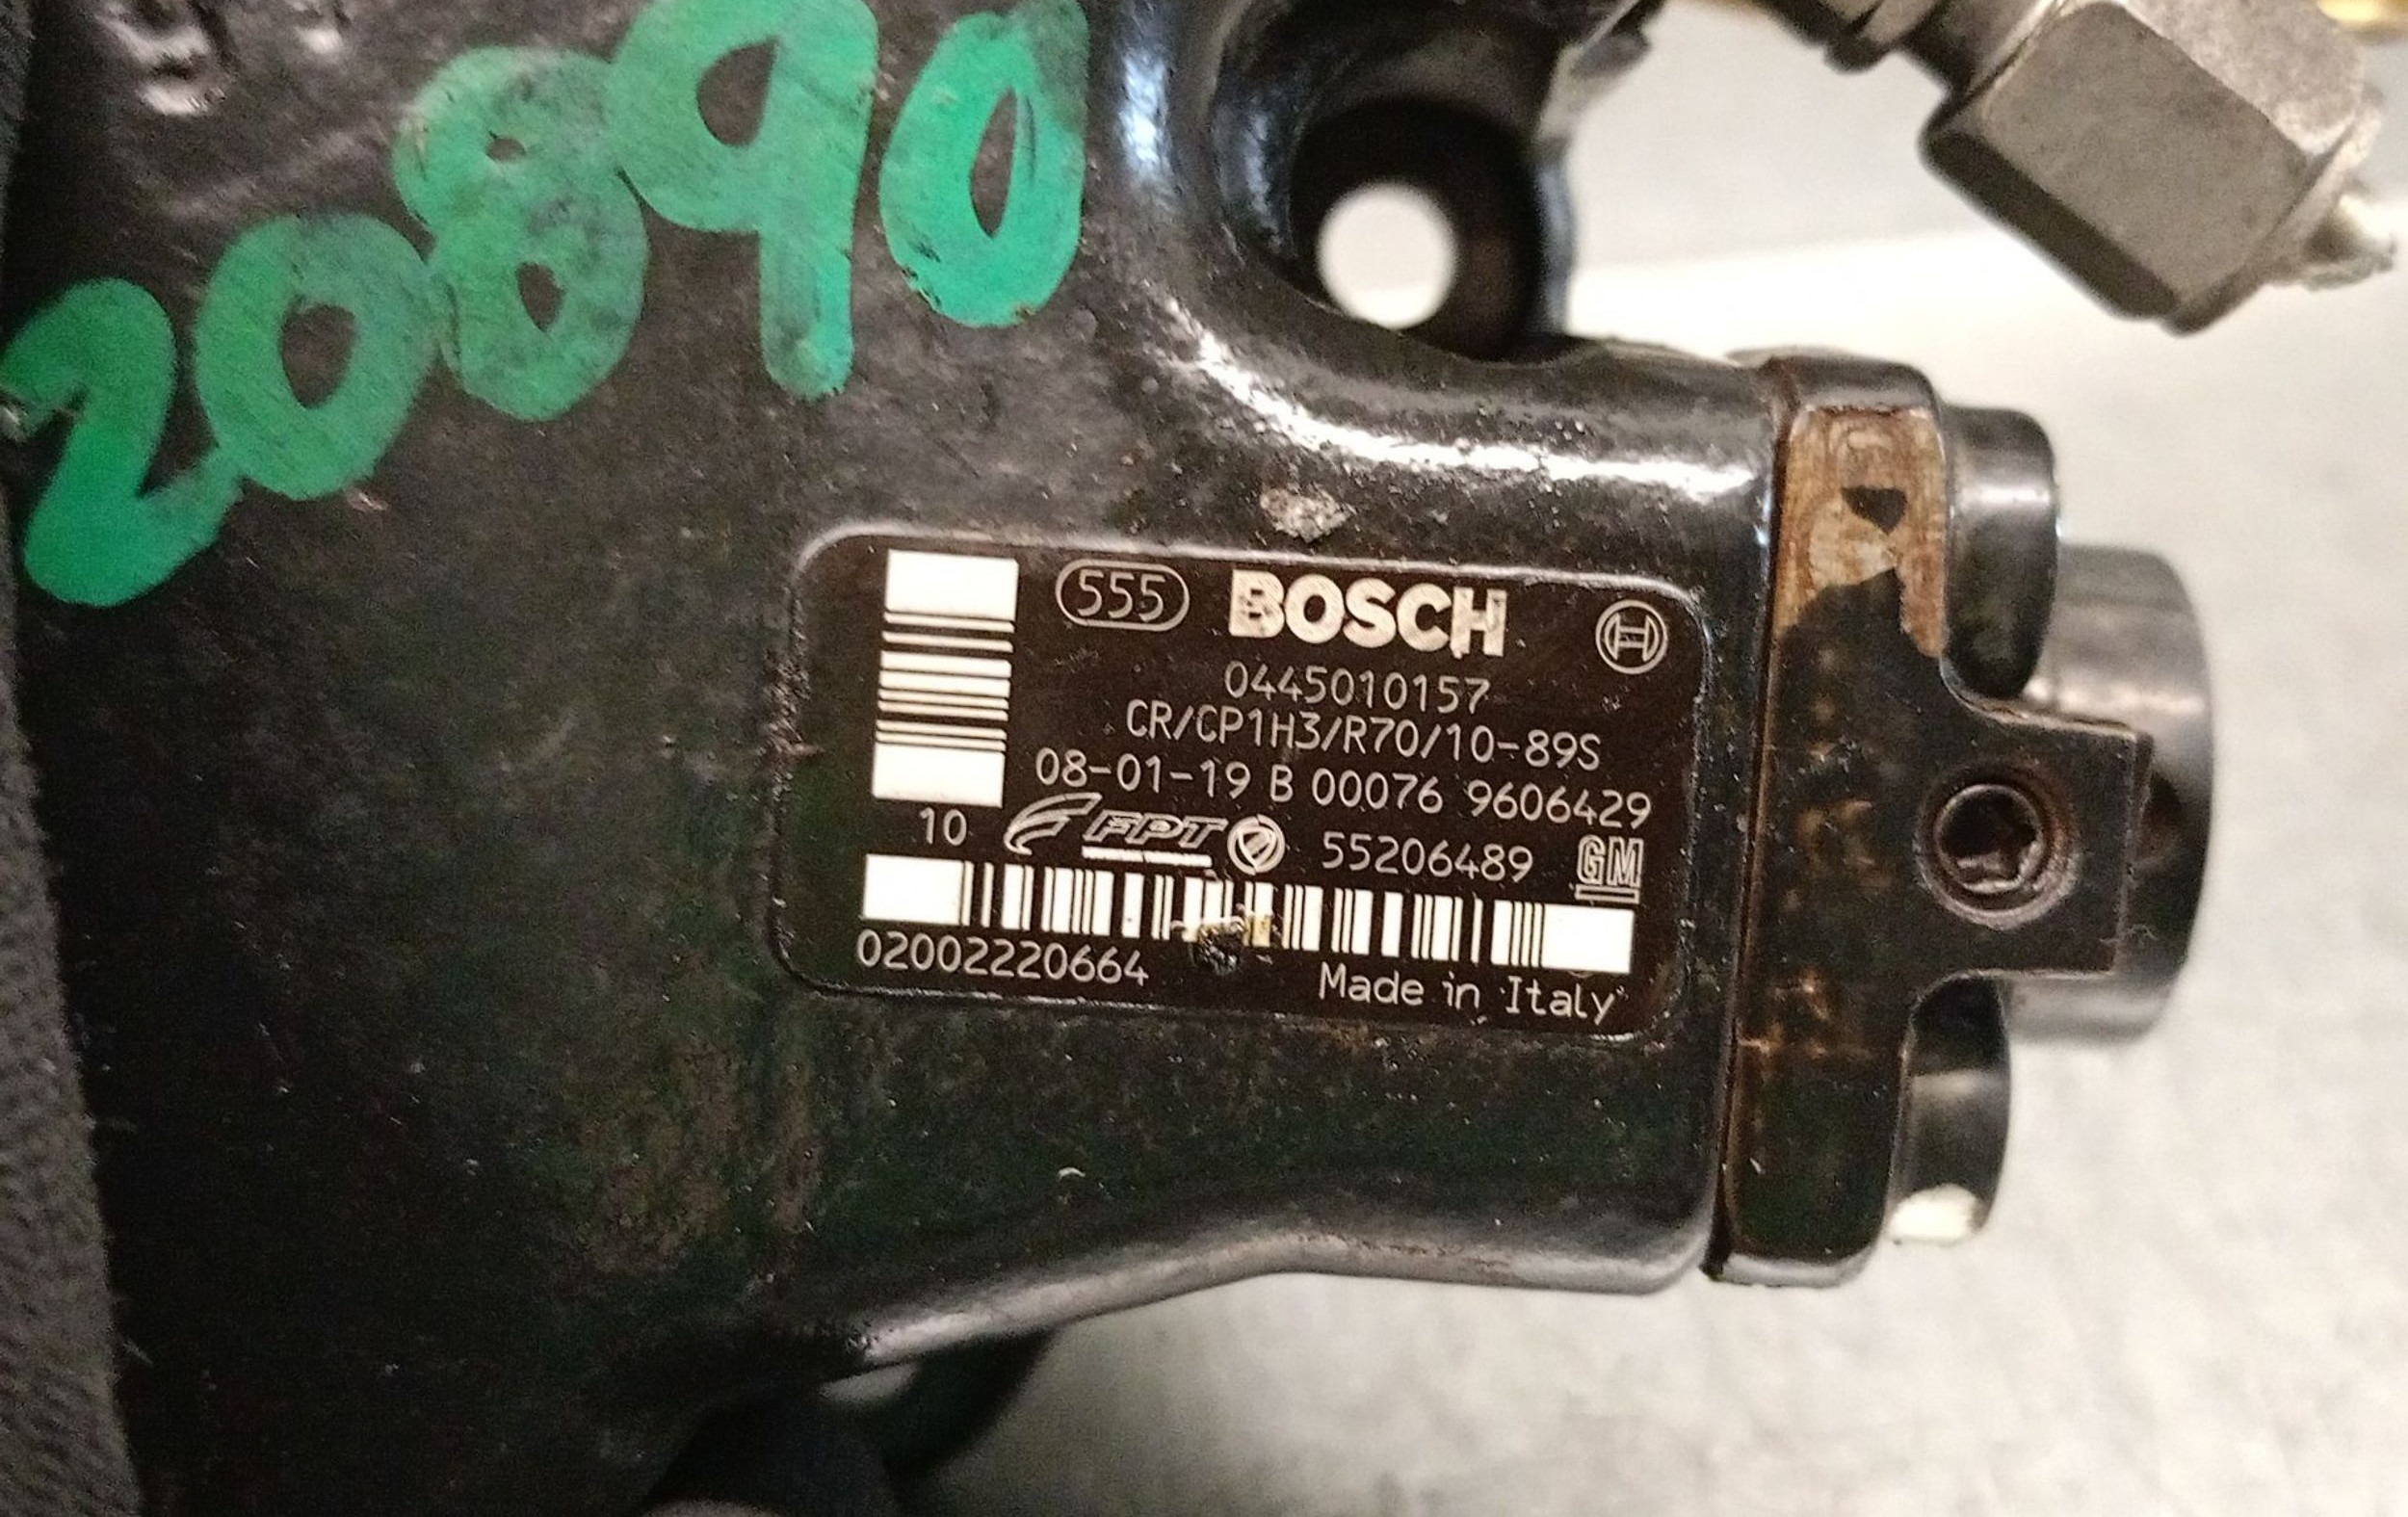 20890
555 BOSCH
0445010157
CR/CP1H3/R70/10-89S
08-01-19 B 00076 9606429
10 FPT 55206489 GM
02002220664 Made in Italy